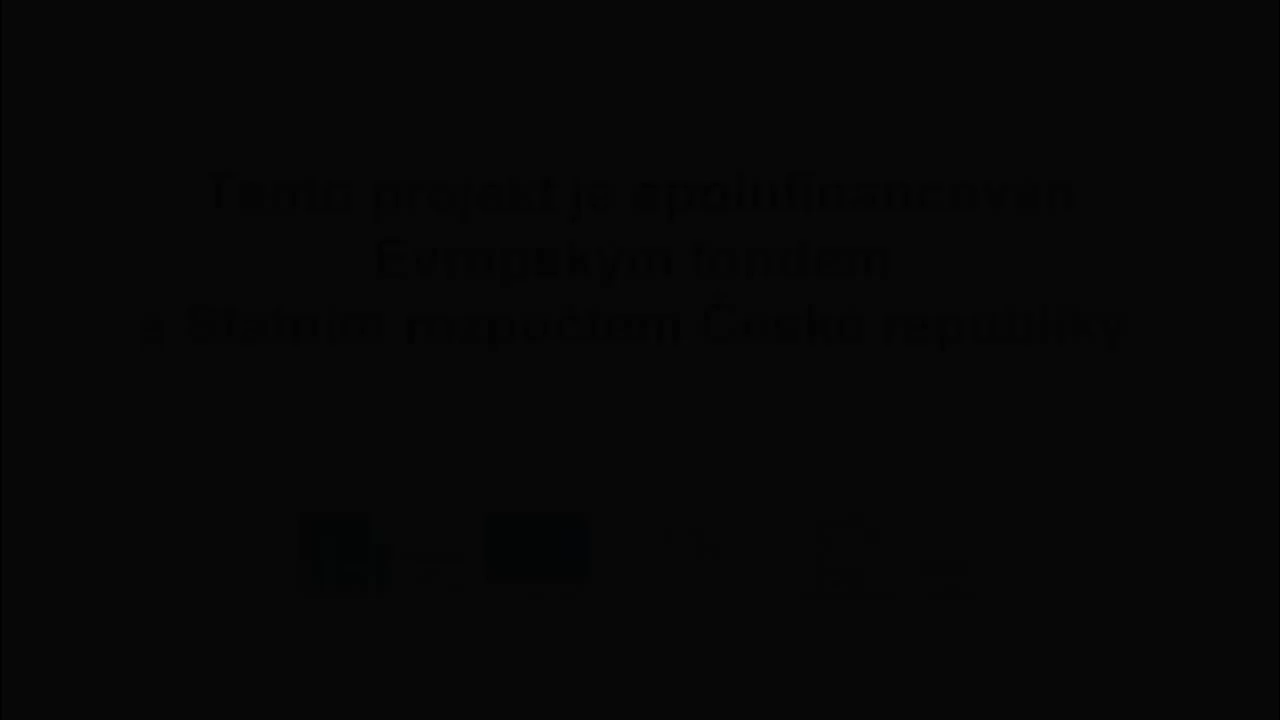 Tento projekt je spolufinancován
Evropským fondem
a Státním rozpočtem České republiky